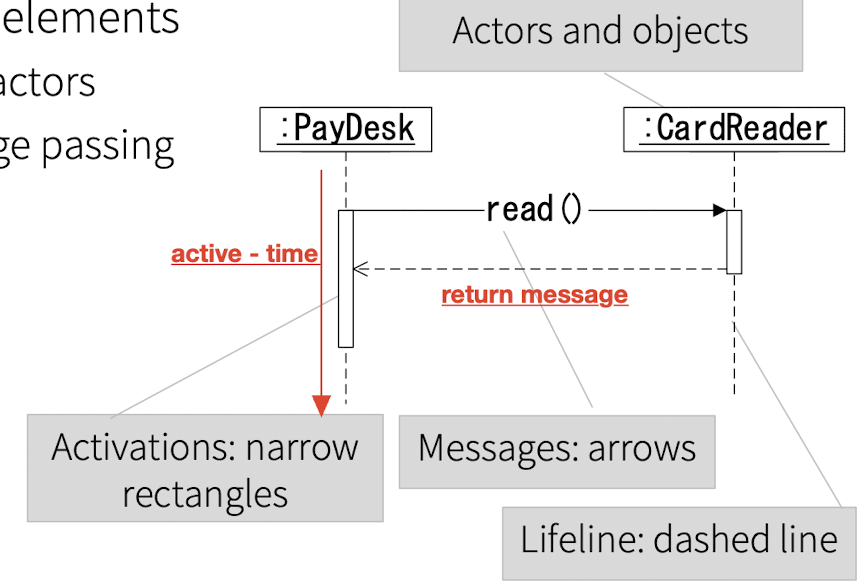 elements
actors
ge passing
Actors and objects
:PayDesk
:CardReader
read()
active - time
return message
Activations: narrow
rectangles
Messages: arrows
Lifeline: dashed line